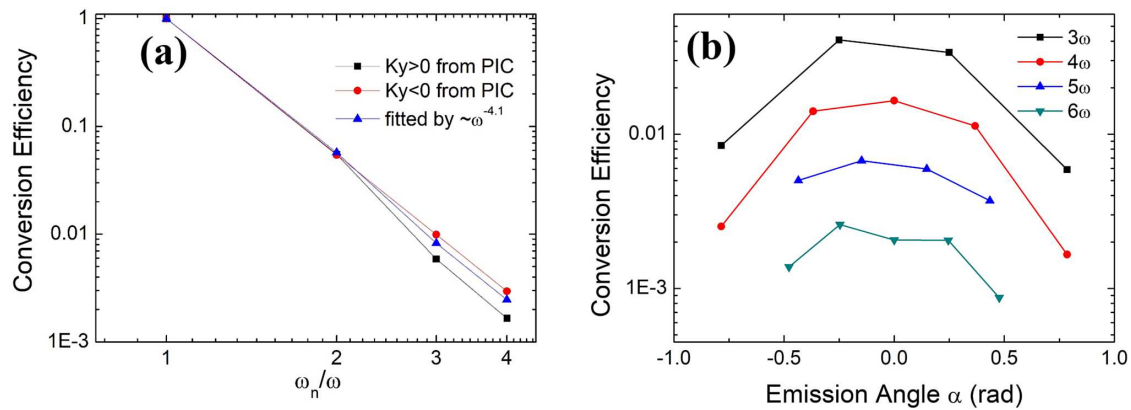 (a)
Conversion Efficiency
1
0.1
0.01
1E-3
Ky>0 from PIC
Ky<0 from PIC
fitted by ~ω^-4.1
1 2 3 4
ωn/ω
(b)
Conversion Efficiency
0.01
1E-3
3ω
4ω
5ω
6ω
-1.0 -0.5 0.0 0.5 1.0
Emission Angle α (rad)